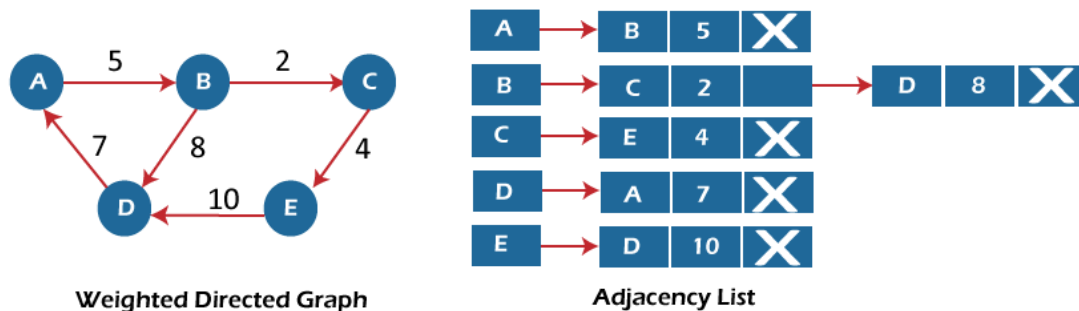 A 5 B 2 C
7 8 4
D 10 E
Weighted Directed Graph
A B 5 X
B C 2 D 8 X
C E 4 X
D A 7 X
E D 10 X
Adjacency List